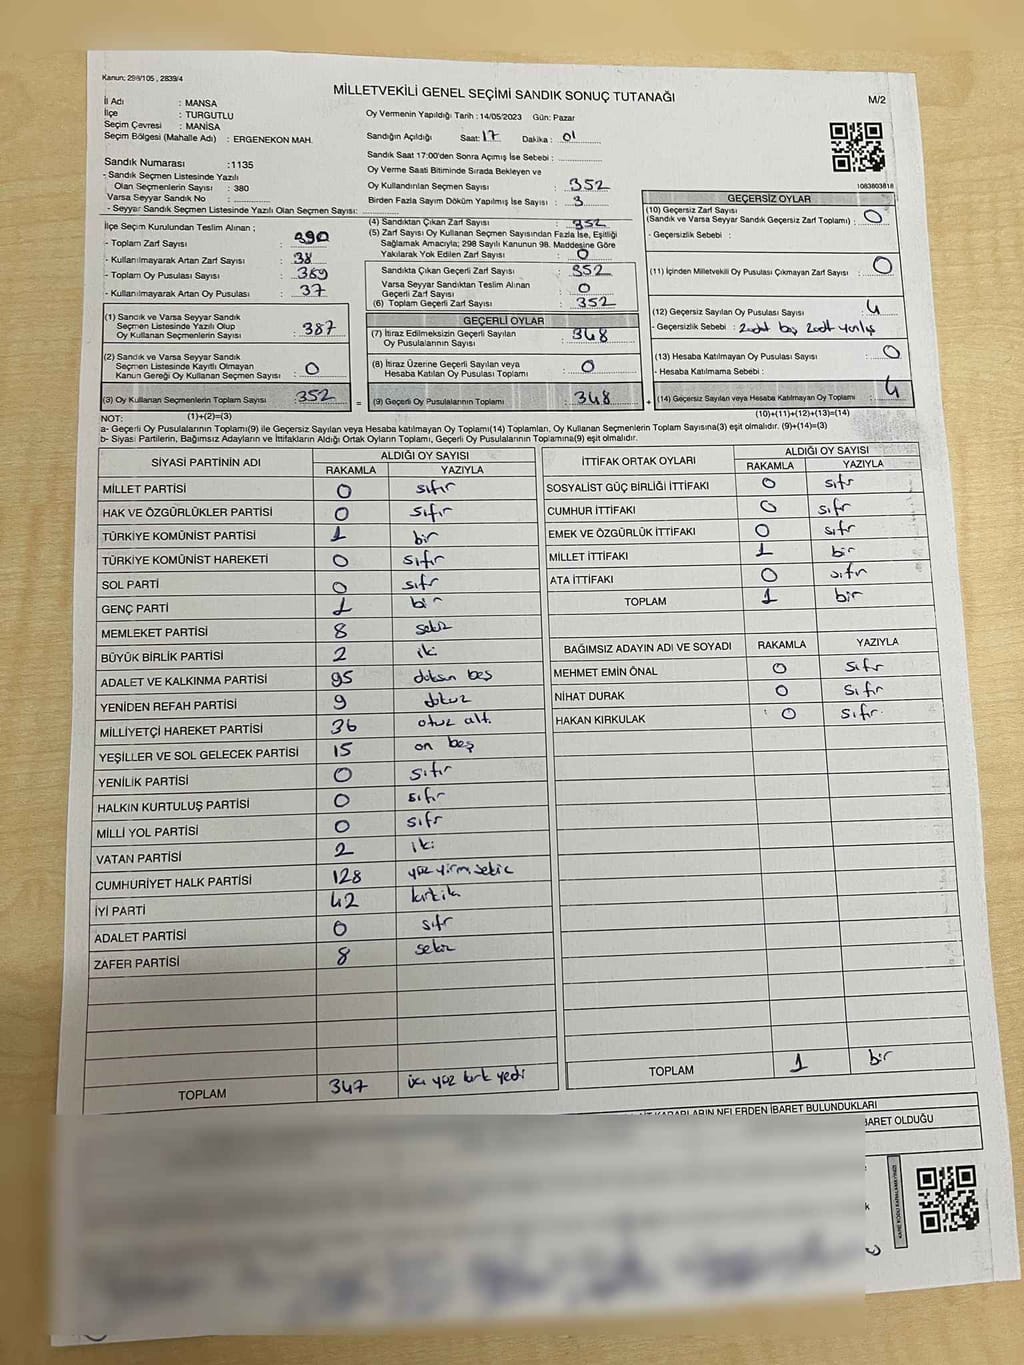 Kanun: 298/105 , 2839/4
MİLLETVEKİLİ GENEL SEÇİMİ SANDIK SONUÇ TUTANAĞI
M/2
İl Adı : MANSA
İlçe : TURGUTLU
Seçim Çevresi : MANİSA
Seçim Bölgesi (Mahalle Adı) : ERGENEKON MAH.
Sandık Numarası :1135
- Sandık Seçmen Listesinde Yazılı
Olan Seçmenlerin Sayısı : 380
Varsa Seyyar Sandık No :
- Seyyar Sandık Seçmen Listesinde Yazılı Olan Seçmen Sayısı:
Oy Vermenin Yapıldığı Tarih : 14/05/2023 Gün: Pazar
Sandığın Açıldığı Saat: 17 Dakika : 01
Sandık Saat 17:00'den Sonra Açımış İse Sebebi :
Oy Verme Saati Bitiminde Sırada Bekleyen ve
Oy Kullandırılan Seçmen Sayısı : 352
Birden Fazla Sayım Döküm Yapılmış İse Sayısı : 3
1083803818
İlçe Seçim Kurulundan Teslim Alınan ;
- Toplam Zarf Sayısı : 390
- Kullanılmayarak Artan Zarf Sayısı : 38
- Toplam Oy Pusulası Sayısı : 389
- Kullanılmayarak Artan Oy Pusulası : 37
(1) Sandık ve Varsa Seyyar Sandık
Seçmen Listesinde Yazılı Olup
Oy Kullanan Seçmenlerin Sayısı : 387
(2) Sandık ve Varsa Seyyar Sandık
Seçmen Listesinde Kayıtlı Olmayan
Kanun Gereği Oy Kullanan Seçmen Sayısı : 0
(3) Oy Kullanan Seçmenlerin Toplam Sayısı : 352
(4) Sandıktan Çıkan Zarf Sayısı : 352
(5) Zarf Sayısı Oy Kullanan Seçmen Sayısından Fazla İse, Eşitliği
Sağlamak Amacıyla; 298 Sayılı Kanunun 98. Maddesine Göre
Yakılarak Yok Edilen Zarf Sayısı : 0
Sandıkta Çıkan Geçerli Zarf Sayısı : 352
Varsa Seyyar Sandıktan Teslim Alınan
Geçerli Zarf Sayısı : 0
(6) Toplam Geçerli Zarf Sayısı : 352
GEÇERLİ OYLAR
(7) İtiraz Edilmeksizin Geçerli Sayılan
Oy Pusulalarının Sayısı : 348
(8) İtiraz Üzerine Geçerli Sayılan veya
Hesaba Katılan Oy Pusulası Toplamı : 0
= (9) Geçerli Oy Pusulalarının Toplamı : 348
GEÇERSİZ OYLAR
(10) Geçersiz Zarf Sayısı
(Sandık ve Varsa Seyyar Sandık Geçersiz Zarf Toplamı) : 0
- Geçersizlik Sebebi :
(11) İçinden Milletvekili Oy Pusulası Çıkmayan Zarf Sayısı : 0
(12) Geçersiz Sayılan Oy Pusulası Sayısı : 4
- Geçersizlik Sebebi :
(13) Hesaba Katılmayan Oy Pusulası Sayısı : 0
- Hesaba Katılmama Sebebi :
+ (14) Geçersiz Sayılan veya Hesaba Katılmayan Oy Toplamı : 4
NOT: (1)+(2)=(3) (10)+(11)+(12)+(13)=(14)
a- Geçerli Oy Pusulalarının Toplamı(9) ile Geçersiz Sayılan veya Hesaba katılmayan Oy Toplamı(14) Toplamları, Oy Kullanan Seçmenlerin Toplam Sayısına(3) eşit olmalıdır. (9)+(14)=(3)
b- Siyasi Partilerin, Bağımsız Adayların ve İttifakların Aldığı Ortak Oyların Toplamı, Geçerli Oy Pusulalarının Toplamına(9) eşit olmalıdır.
SİYASİ PARTİNİN ADI ALDIĞI OY SAYISI
RAKAMLA YAZIYLA
MİLLET PARTİSİ 0 sıfır
HAK VE ÖZGÜRLÜKLER PARTİSİ 0 sıfır
TÜRKİYE KOMÜNİST PARTİSİ 1 bir
TÜRKİYE KOMÜNİST HAREKETİ 0 sıfır
SOL PARTİ 0 sıfır
GENÇ PARTİ 1 bir
MEMLEKET PARTİSİ 8 sekiz
BÜYÜK BİRLİK PARTİSİ 2 iki
ADALET VE KALKINMA PARTİSİ 95 doksan beş
YENİDEN REFAH PARTİSİ 9 dokuz
MİLLİYETÇİ HAREKET PARTİSİ 36 otuz altı
YEŞİLLER VE SOL GELECEK PARTİSİ 15 on beş
YENİLİK PARTİSİ 0 sıfır
HALKIN KURTULUŞ PARTİSİ 0 sıfır
MİLLİ YOL PARTİSİ 0 sıfr
VATAN PARTİSİ 2 iki
CUMHURİYET HALK PARTİSİ 128 yüz yirmi sekiz
İYİ PARTİ 42 kırk iki
ADALET PARTİSİ 0 sıfr
ZAFER PARTİSİ 8 sekiz
TOPLAM 347 üç yüz kırk yedi
İTTİFAK ORTAK OYLARI ALDIĞI OY SAYISI
RAKAMLA YAZIYLA
SOSYALİST GÜÇ BİRLİĞİ İTTİFAKI 0 sıfr
CUMHUR İTTİFAKI 0 sıfr
EMEK VE ÖZGÜRLÜK İTTİFAKI 0 sıfr
MİLLET İTTİFAKI 1 bir
ATA İTTİFAKI 0 sıfr
TOPLAM 1 bir
BAĞIMSIZ ADAYIN ADI VE SOYADI RAKAMLA YAZIYLA
MEHMET EMİN ÖNAL 0 sıfr
NİHAT DURAK 0 sıfr
HAKAN KIRKULAK 0 sıfr
TOPLAM 1 bir
KARARLARIN NELERDEN İBARET BULUNDUKLARI
BARET OLDUĞU